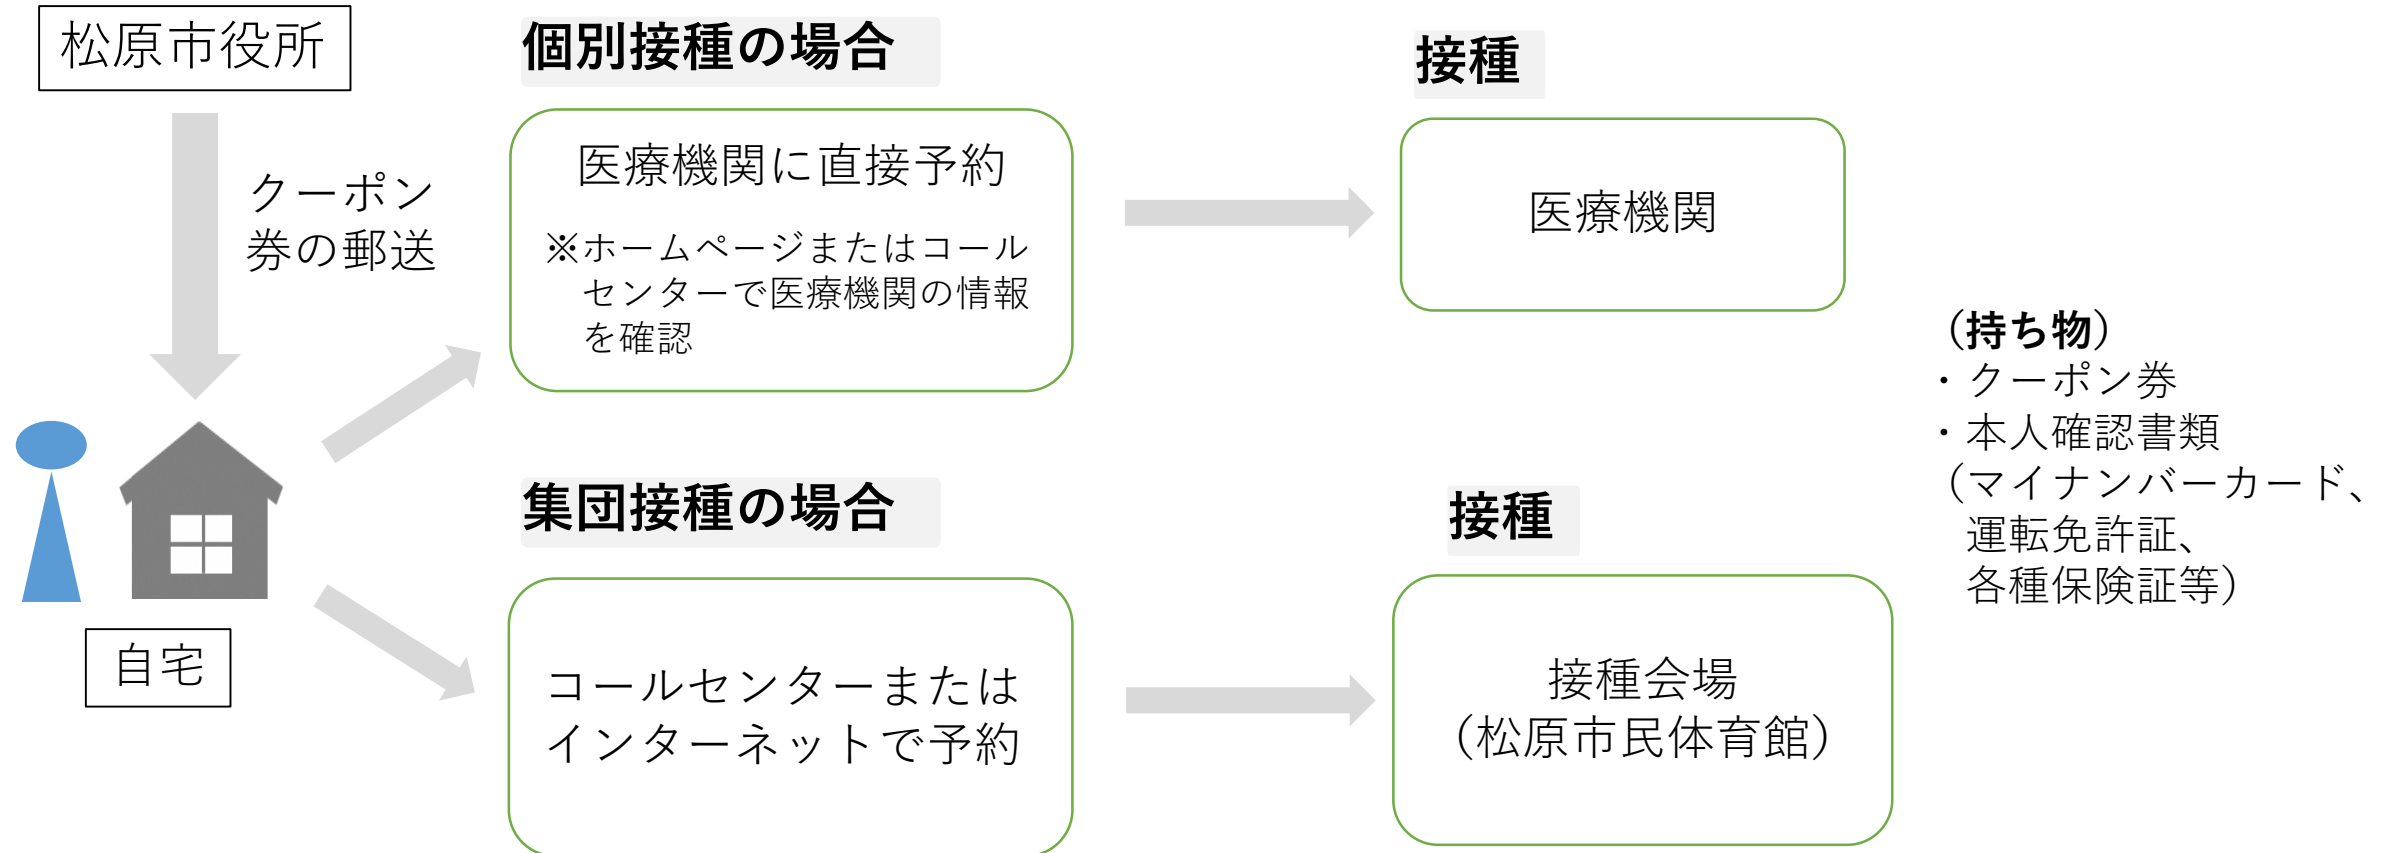 松原市役所
クーポン
券の郵送
自宅
個別接種の場合
医療機関に直接予約
※ホームページまたはコール
センターで医療機関の情報
を確認
接種
医療機関
集団接種の場合
コールセンターまたは
インターネットで予約
接種
接種会場
（松原市民体育館）
（持ち物）
・クーポン券
・本人確認書類
（マイナンバーカード、
運転免許証、
各種保険証等）